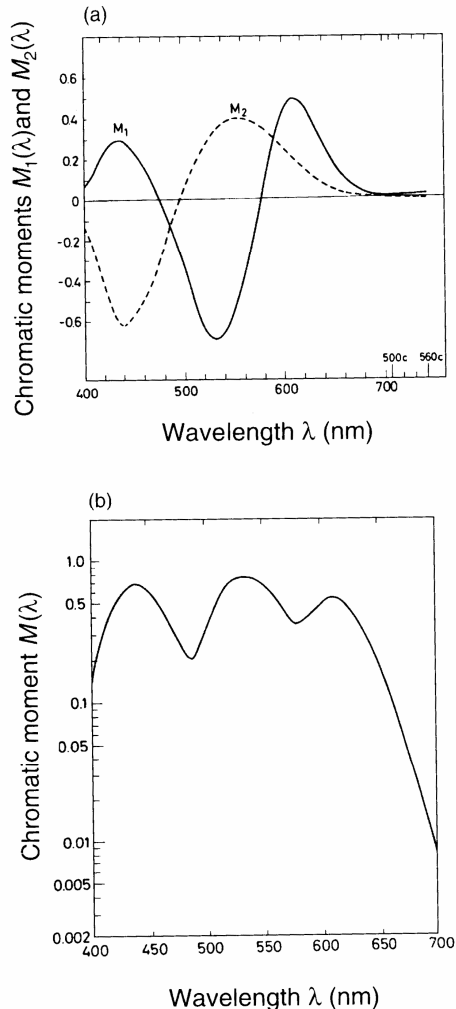 (a)
Chromatic moments M₁(λ)and M₂(λ)
0.6
0.4
0.2
0
-0.2
-0.4
-0.6
M₁
M₂
500c 560c
400 500 600 700
Wavelength λ (nm)
(b)
Chromatic moment M(λ)
1.0
0.5
0.1
0.05
0.01
0.005
0.002
400 450 500 550 600 650 700
Wavelength λ (nm)